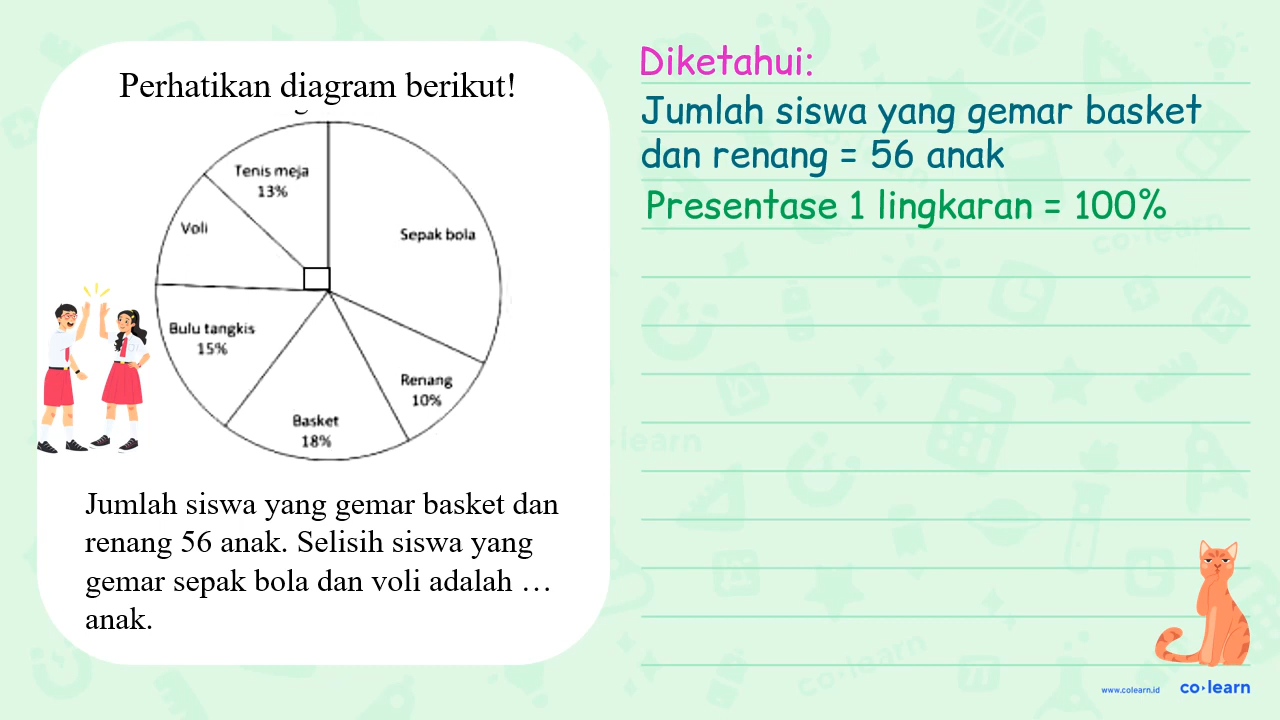 Perhatikan diagram berikut!
Tenis meja
13%
Voli
Sepak bola
Bulu tangkis
15%
Renang
10%
Basket
18%
Jumlah siswa yang gemar basket dan
renang 56 anak. Selisih siswa yang
gemar sepak bola dan voli adalah …
anak.
Diketahui:
Jumlah siswa yang gemar basket
dan renang = 56 anak
Presentase 1 lingkaran = 100%
www.colearn.id
co·learn